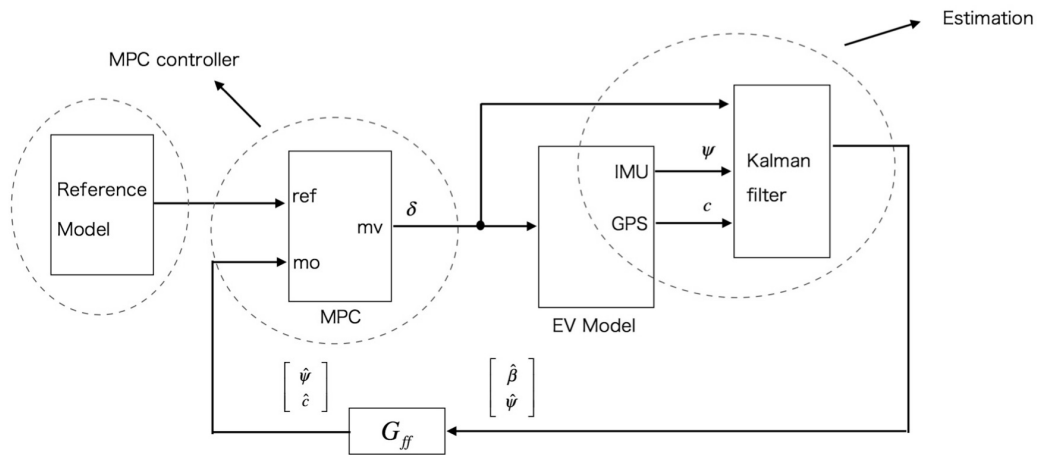 Estimation
MPC controller
Reference
Model
ref
mo
mv
MPC
δ
IMU
GPS
EV Model
ψ
c
Kalman
filter
ψ̂
ĉ
β̂
ψ̂
G_ff